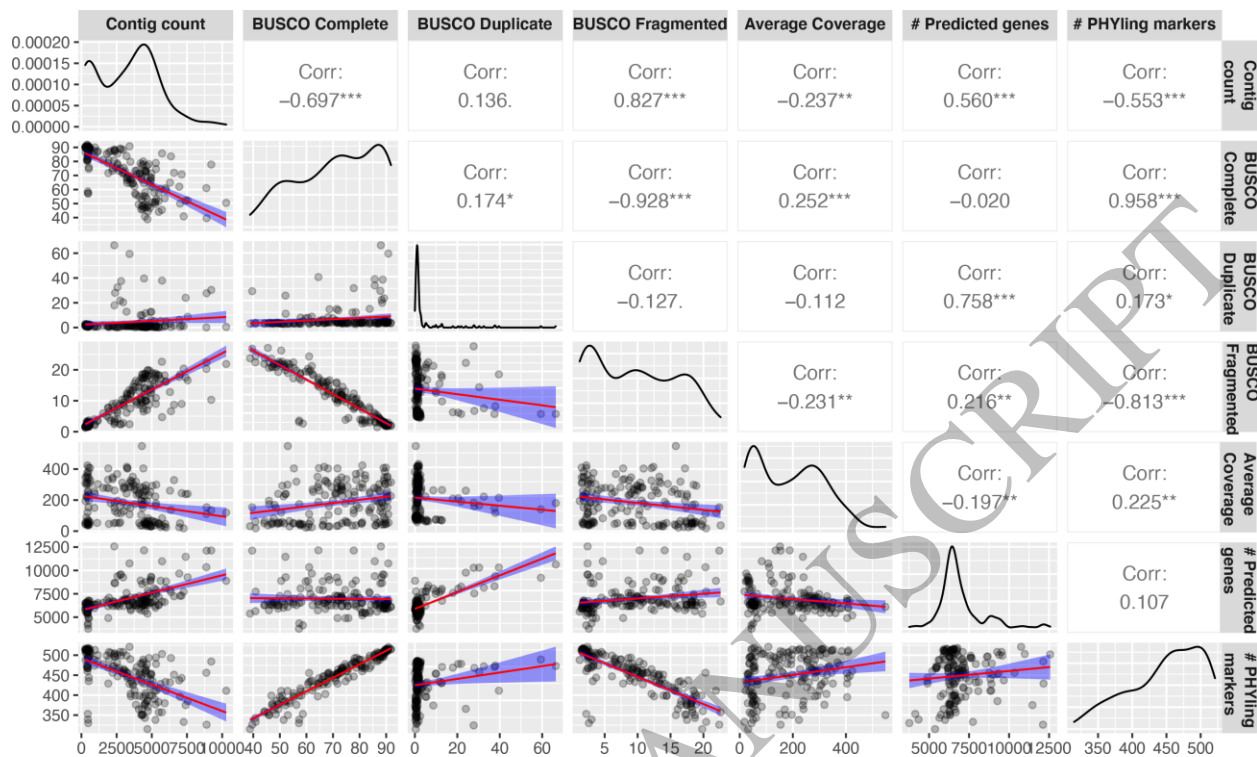 Contig count BUSCO Complete BUSCO Duplicate BUSCO Fragmented Average Coverage # Predicted genes # PHYling markers
0.00020
0.00015
0.00010
0.00005
0.00000
Corr:
−0.697***
Corr:
0.136.
Corr:
0.827***
Corr:
−0.237**
Corr:
0.560***
Corr:
−0.553***
Contig
count
90
80
70
60
50
40
Corr:
0.174*
Corr:
−0.928***
Corr:
0.252***
Corr:
−0.020
Corr:
0.958***
BUSCO
Complete
60
40
20
0
Corr:
−0.127.
Corr:
−0.112
Corr:
0.758***
Corr:
0.173*
BUSCO
Duplicate
20
10
0
Corr:
−0.231**
Corr:
0.216**
Corr:
−0.813***
BUSCO
Fragmented
400
200
0
Corr:
−0.197**
Corr:
0.225**
Average
Coverage
12500
10000
7500
5000
Corr:
0.107
# Predicted
genes
500
450
400
350
# PHYling
markers
0 2500 5000 7500 10000
40 50 60 70 80 90
0 20 40 60
5 10 15 20
0 200 400
5000 7500 10000 12500
350 400 450 500
ANUSCRIPT